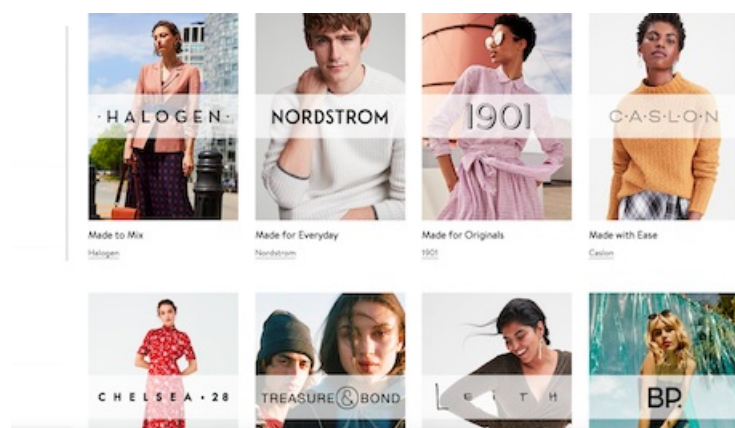 ·HALOGEN·
NORDSTROM
1901
C·A·S·L·O·N
Made to Mix
Made for Everyday
Made for Originals
Made with Ease
Halogen
Nordstrom
1901
Caslon
CHELSEA·28
TREASURE & BOND
LEITH
BP.